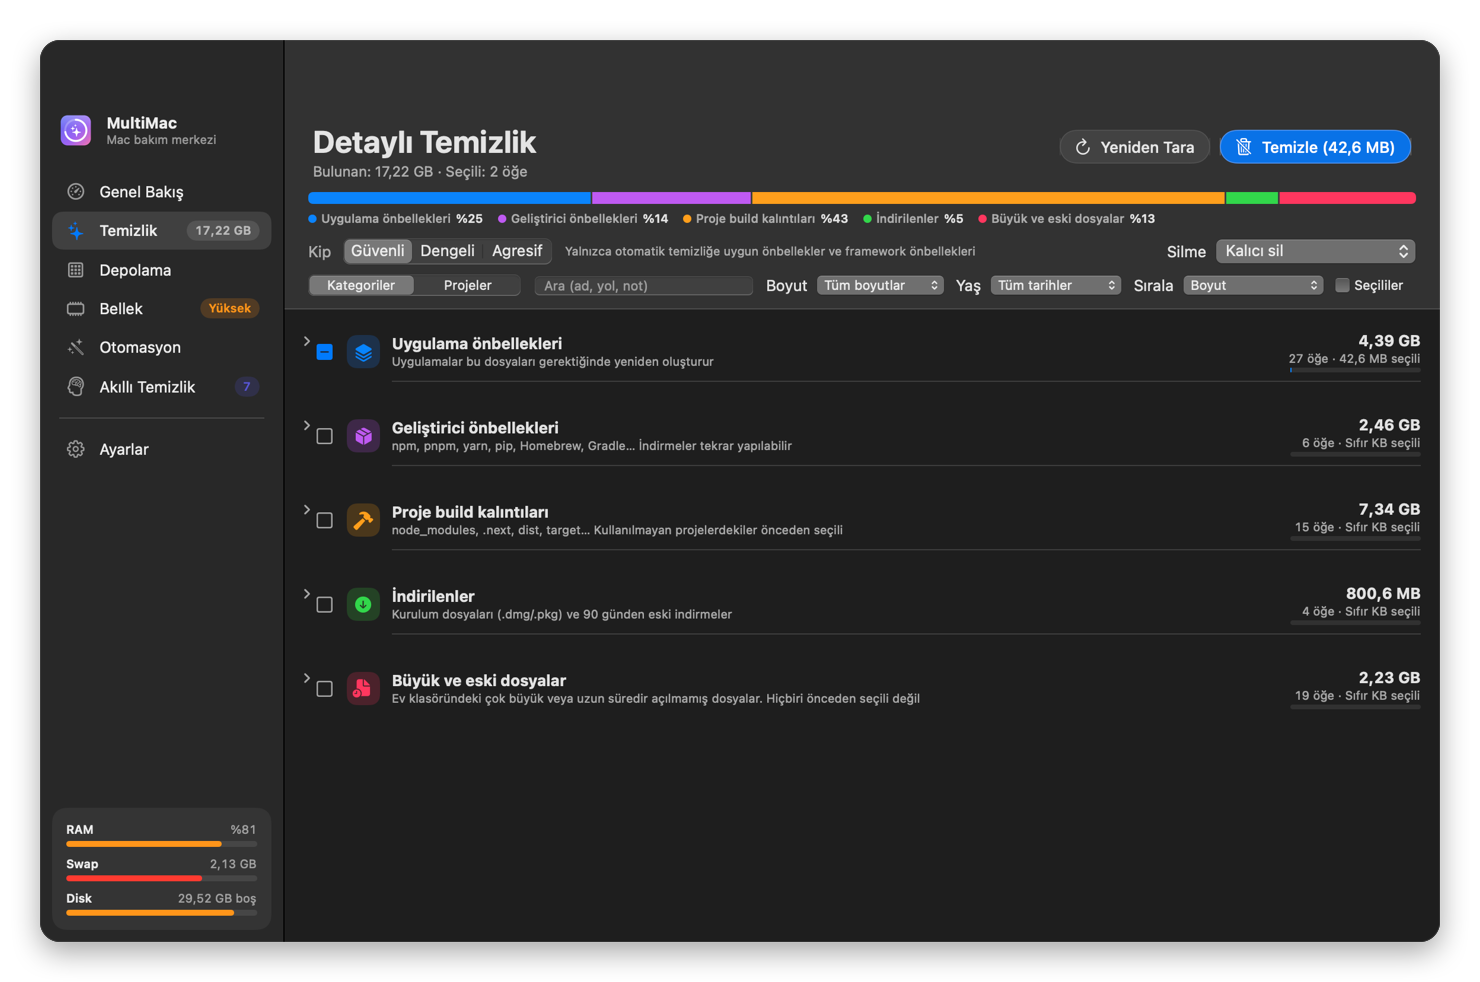 MultiMac
Mac bakım merkezi
Genel Bakış
Temizlik 17,22 GB
Depolama
Bellek Yüksek
Otomasyon
Akıllı Temizlik 7
Ayarlar
RAM %81
Swap 2,13 GB
Disk 29,52 GB boş
Detaylı Temizlik
Bulunan: 17,22 GB · Seçili: 2 öğe
Yeniden Tara
Temizle (42,6 MB)
Uygulama önbellekleri %25 Geliştirici önbellekleri %14 Proje build kalıntıları %43 İndirilenler %5 Büyük ve eski dosyalar %13
Kip Güvenli Dengeli Agresif Yalnızca otomatik temizliğe uygun önbellekler ve framework önbellekleri Silme Kalıcı sil
Kategoriler Projeler Ara (ad, yol, not) Boyut Tüm boyutlar Yaş Tüm tarihler Sırala Boyut Seçililer
Uygulama önbellekleri 4,39 GB
Uygulamalar bu dosyaları gerektiğinde yeniden oluşturur 27 öğe · 42,6 MB seçili
Geliştirici önbellekleri 2,46 GB
npm, pnpm, yarn, pip, Homebrew, Gradle... İndirmeler tekrar yapılabilir 6 öğe · Sıfır KB seçili
Proje build kalıntıları 7,34 GB
node_modules, .next, dist, target... Kullanılmayan projelerdekiler önceden seçili 15 öğe · Sıfır KB seçili
İndirilenler 800,6 MB
Kurulum dosyaları (.dmg/.pkg) ve 90 günden eski indirmeler 4 öğe · Sıfır KB seçili
Büyük ve eski dosyalar 2,23 GB
Ev klasöründeki çok büyük veya uzun süredir açılmamış dosyalar. Hiçbiri önceden seçili değil 19 öğe · Sıfır KB seçili